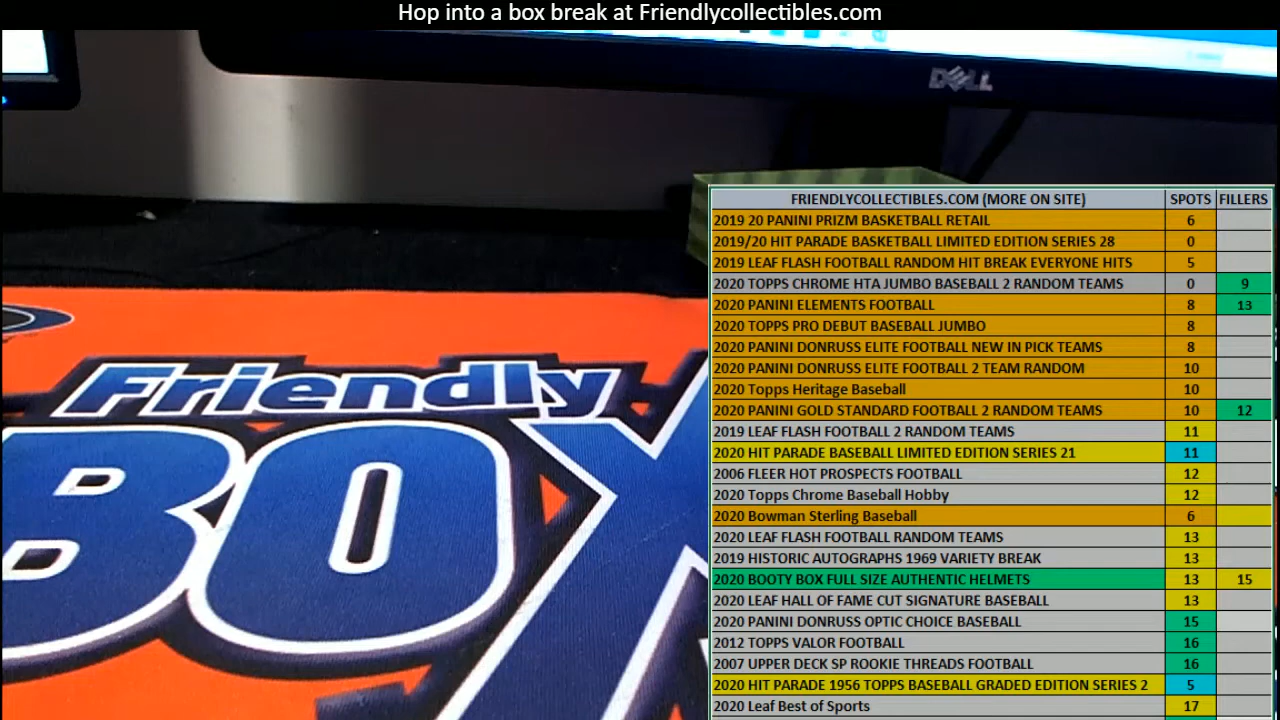 Hop into a box break at Friendlycollectibles.com
DELL
FRIENDLYCOLLECTIBLES.COM (MORE ON SITE) SPOTS FILLERS
2019 20 PANINI PRIZM BASKETBALL RETAIL 6
2019/20 HIT PARADE BASKETBALL LIMITED EDITION SERIES 28 0
2019 LEAF FLASH FOOTBALL RANDOM HIT BREAK EVERYONE HITS 5
2020 TOPPS CHROME HTA JUMBO BASEBALL 2 RANDOM TEAMS 0 9
2020 PANINI ELEMENTS FOOTBALL 8 13
2020 TOPPS PRO DEBUT BASEBALL JUMBO 8
2020 PANINI DONRUSS ELITE FOOTBALL NEW IN PICK TEAMS 8
2020 PANINI DONRUSS ELITE FOOTBALL 2 TEAM RANDOM 10
2020 Topps Heritage Baseball 10
2020 PANINI GOLD STANDARD FOOTBALL 2 RANDOM TEAMS 10 12
2019 LEAF FLASH FOOTBALL 2 RANDOM TEAMS 11
2020 HIT PARADE BASEBALL LIMITED EDITION SERIES 21 11
2006 FLEER HOT PROSPECTS FOOTBALL 12
2020 Topps Chrome Baseball Hobby 12
2020 Bowman Sterling Baseball 6
2020 LEAF FLASH FOOTBALL RANDOM TEAMS 13
2019 HISTORIC AUTOGRAPHS 1969 VARIETY BREAK 13
2020 BOOTY BOX FULL SIZE AUTHENTIC HELMETS 13 15
2020 LEAF HALL OF FAME CUT SIGNATURE BASEBALL 13
2020 PANINI DONRUSS OPTIC CHOICE BASEBALL 15
2012 TOPPS VALOR FOOTBALL 16
2007 UPPER DECK SP ROOKIE THREADS FOOTBALL 16
2020 HIT PARADE 1956 TOPPS BASEBALL GRADED EDITION SERIES 2 5
2020 Leaf Best of Sports 17
Friendly
BOX